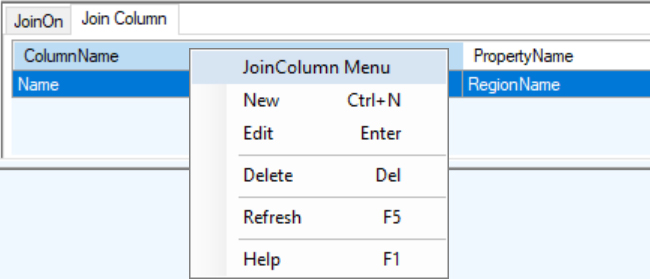 JoinOn Join Column
ColumnName PropertyName
Name RegionName
JoinColumn Menu
New Ctrl+N
Edit Enter
Delete Del
Refresh F5
Help F1